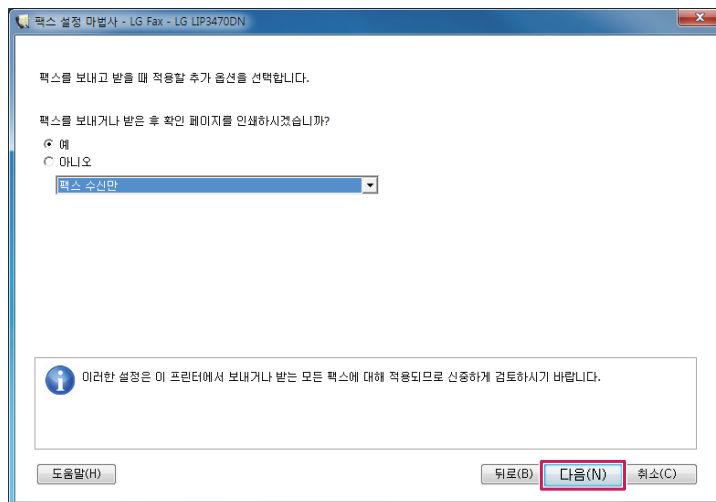 팩스 설정 마법사 - LG Fax - LG LIP3470DN
팩스를 보내고 받을 때 적용할 추가 옵션을 선택합니다.
팩스를 보내거나 받은 후 확인 페이지를 인쇄하시겠습니까?
예
아니오
팩스 수신만
이러한 설정은 이 프린터에서 보내거나 받는 모든 팩스에 대해 적용되므로 신중하게 검토하시기 바랍니다.
도움말(H) 뒤로(B) 다음(N) 취소(C)